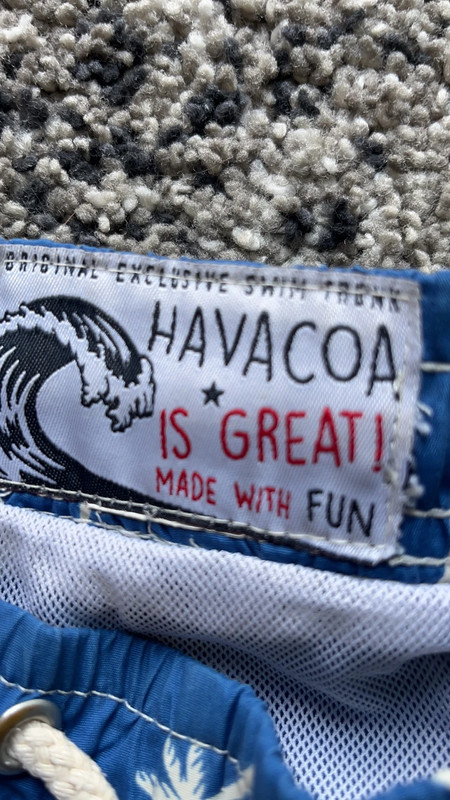 ORIGINAL EXCLUSIVE SWIM TRUNK
HAVACOA
IS GREAT!
MADE WITH FUN